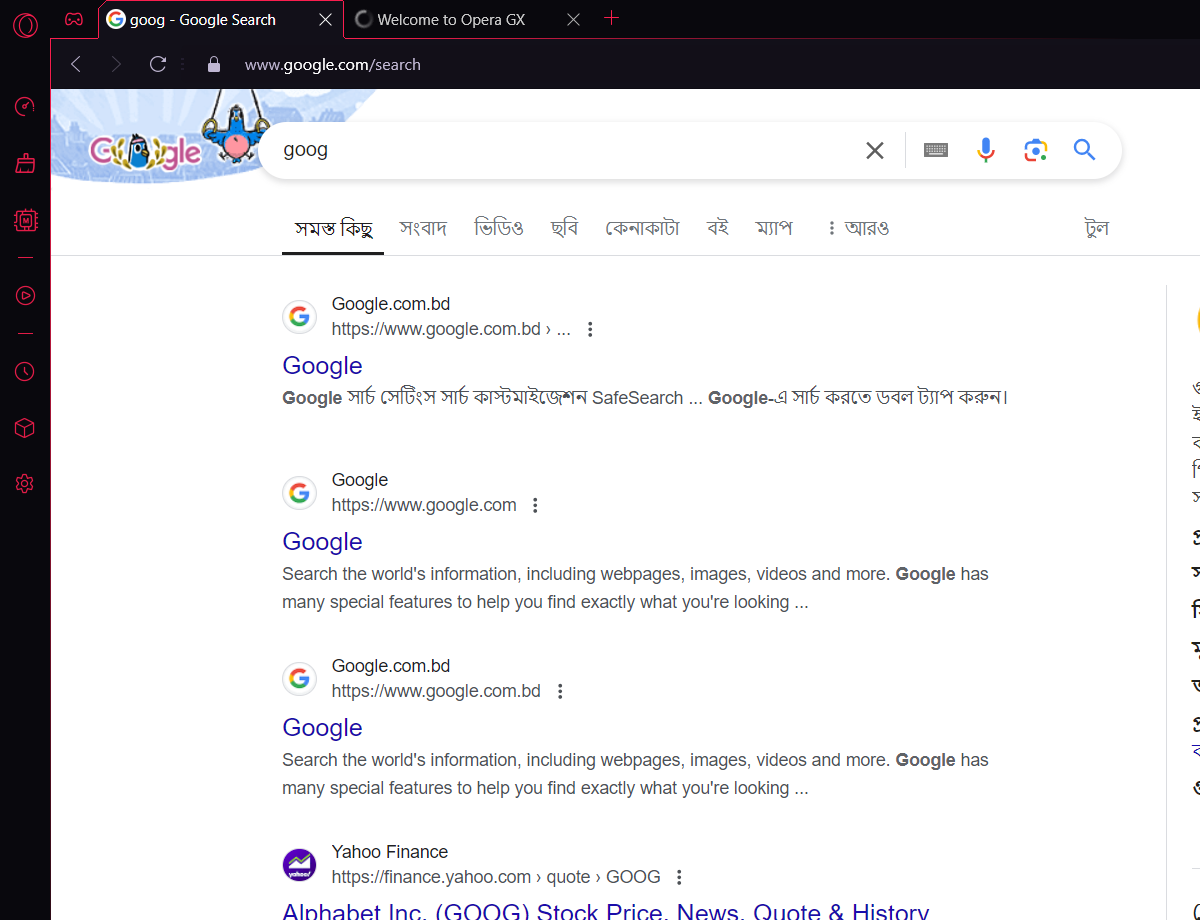 goog - Google Search
Welcome to Opera GX
www.google.com/search
Google
goog
সমস্ত কিছু
সংবাদ
ভিডিও
ছবি
কেনাকাটা
বই
ম্যাপ
আরও
টুল
Google.com.bd
https://www.google.com.bd › ...
Google
Google সার্চ সেটিংস সার্চ কাস্টমাইজেশন SafeSearch ... Google-এ সার্চ করতে ডবল ট্যাপ করুন।
Google
https://www.google.com
Google
Search the world's information, including webpages, images, videos and more. Google has
many special features to help you find exactly what you're looking ...
Google.com.bd
https://www.google.com.bd
Google
Search the world's information, including webpages, images, videos and more. Google has
many special features to help you find exactly what you're looking ...
Yahoo Finance
https://finance.yahoo.com › quote › GOOG
Alphabet Inc. (GOOG) Stock Price, News, Quote & History